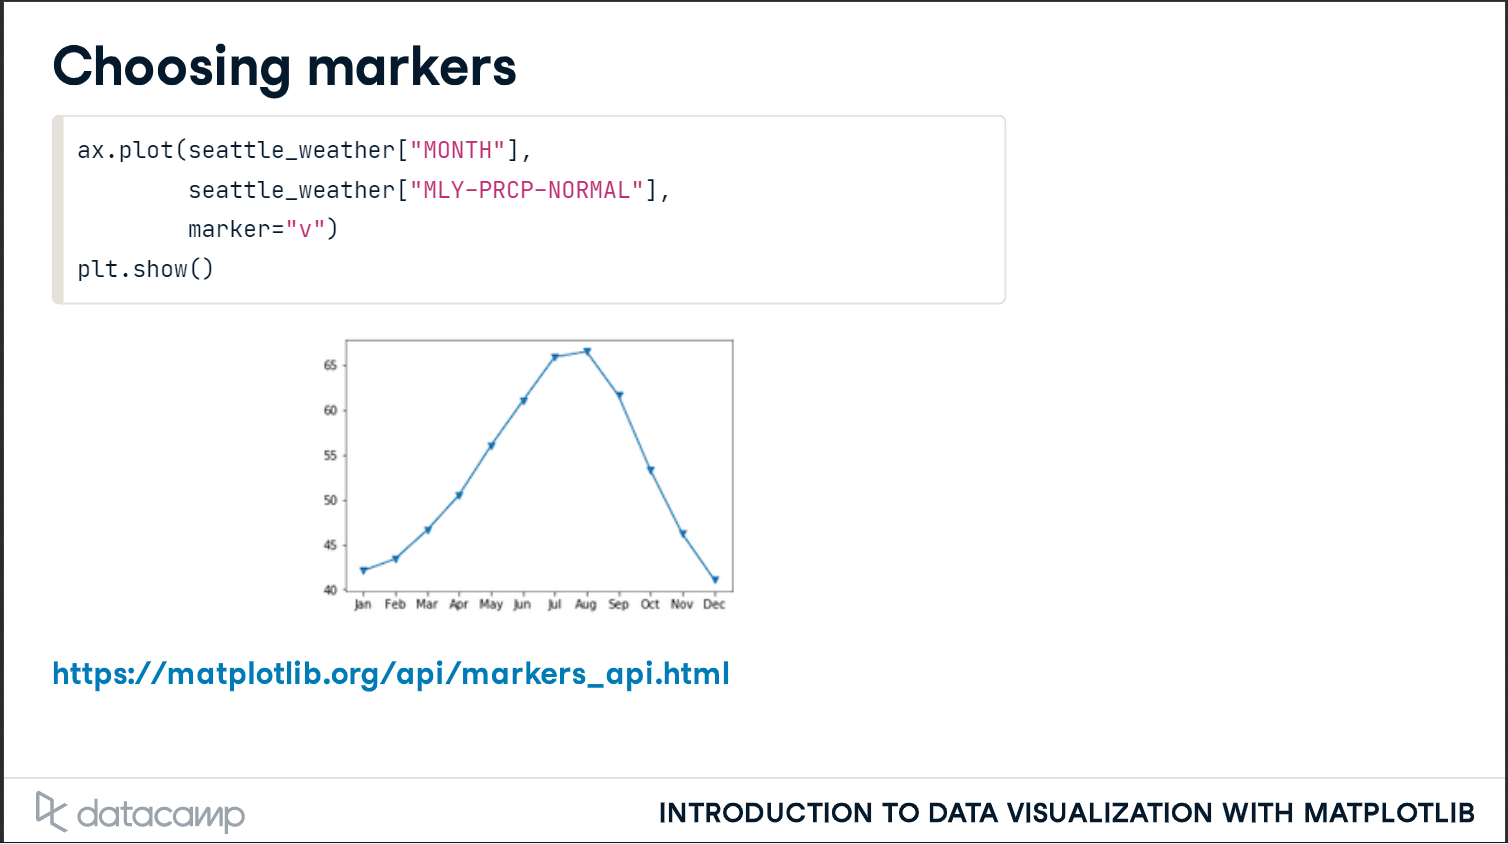 Choosing markers
ax.plot(seattle_weather["MONTH"],
        seattle_weather["MLY-PRCP-NORMAL"],
        marker="v")
plt.show()
65
60
55
50
45
40
Jan Feb Mar Apr May Jun Jul Aug Sep Oct Nov Dec
https://matplotlib.org/api/markers_api.html
datacamp
INTRODUCTION TO DATA VISUALIZATION WITH MATPLOTLIB